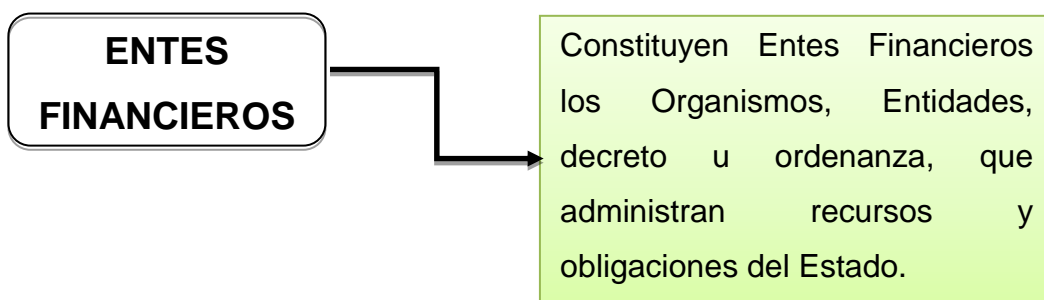 ENTES
FINANCIEROS
Constituyen Entes Financieros
los Organismos, Entidades,
decreto u ordenanza, que
administran recursos y
obligaciones del Estado.